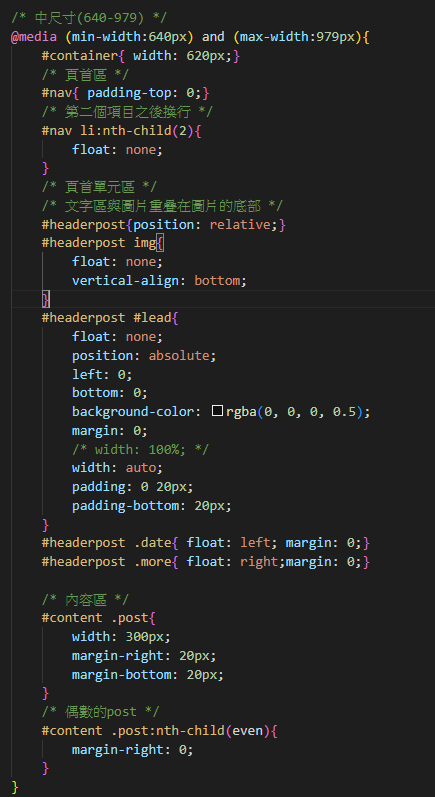 /* 中尺寸(640-979) */
@media (min-width:640px) and (max-width:979px){
    #container{ width: 620px;}
    /* 頁首區 */
    #nav{ padding-top: 0;}
    /* 第二個項目之後換行 */
    #nav li:nth-child(2){
        float: none;
    }
    /* 頁首單元區 */
    /* 文字區與圖片重疊在圖片的底部 */
    #headerpost{position: relative;}
    #headerpost img{
        float: none;
        vertical-align: bottom;
    }
    #headerpost #lead{
        float: none;
        position: absolute;
        left: 0;
        bottom: 0;
        background-color: rgba(0, 0, 0, 0.5);
        margin: 0;
        /* width: 100%; */
        width: auto;
        padding: 0 20px;
        padding-bottom: 20px;
    }
    #headerpost .date{ float: left; margin: 0;}
    #headerpost .more{ float: right;margin: 0;}

    /* 內容區 */
    #content .post{
        width: 300px;
        margin-right: 20px;
        margin-bottom: 20px;
    }
    /* 偶數的post */
    #content .post:nth-child(even){
        margin-right: 0;
    }
}